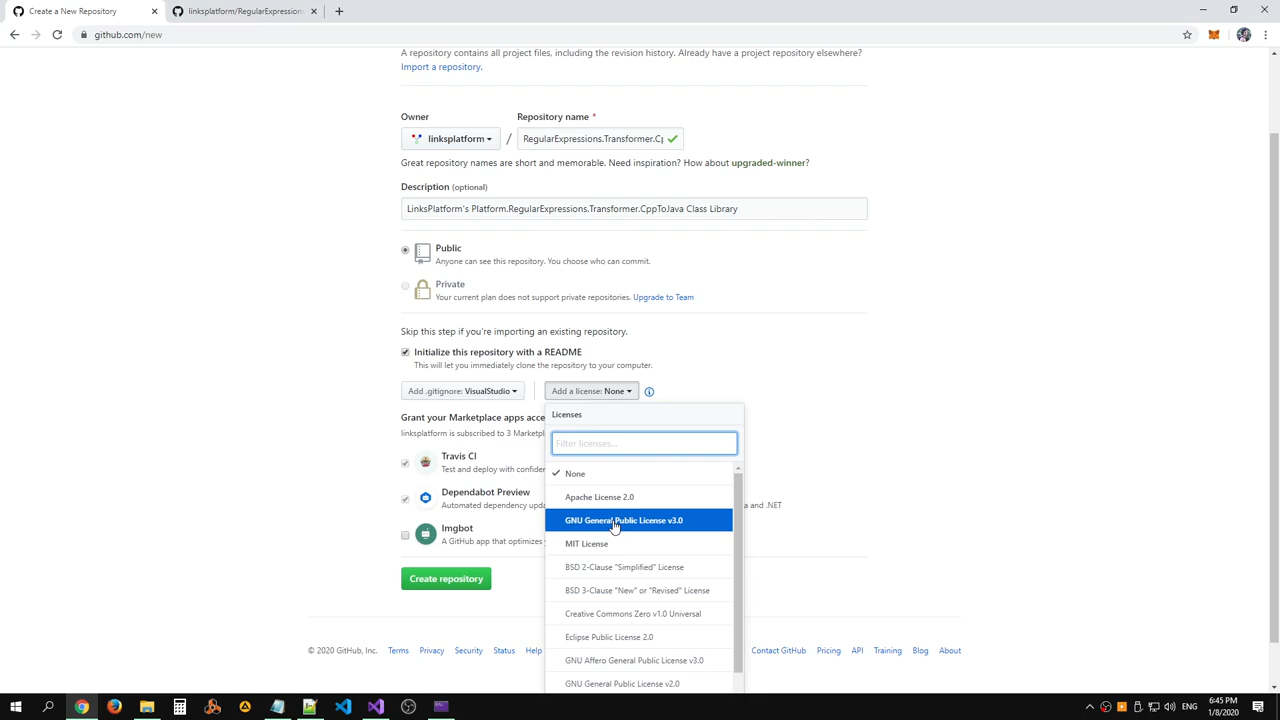 Create a New Repository
linksplatform/RegularExpression
github.com/new
A repository contains all project files, including the revision history. Already have a project repository elsewhere?
Import a repository.
Owner
Repository name *
linksplatform
/
RegularExpressions.Transformer.Cp
Great repository names are short and memorable. Need inspiration? How about upgraded-winner?
Description (optional)
LinksPlatform's Platform.RegularExpressions.Transformer.CppToJava Class Library
Public
Anyone can see this repository. You choose who can commit.
Private
Your current plan does not support private repositories. Upgrade to Team
Skip this step if you're importing an existing repository.
Initialize this repository with a README
This will let you immediately clone the repository to your computer.
Add .gitignore: VisualStudio
Add a license: None
Licenses
Filter licenses...
None
Apache License 2.0
GNU General Public License v3.0
MIT License
BSD 2-Clause "Simplified" License
BSD 3-Clause "New" or "Revised" License
Creative Commons Zero v1.0 Universal
Eclipse Public License 2.0
GNU Affero General Public License v3.0
GNU General Public License v2.0
Grant your Marketplace apps acce
linksplatform is subscribed to 3 Marketpl
Travis CI
Test and deploy with confiden
Dependabot Preview
Automated dependency upda
a and .NET
Imgbot
A GitHub app that optimizes y
Create repository
© 2020 GitHub, Inc.
Terms
Privacy
Security
Status
Help
Contact GitHub
Pricing
API
Training
Blog
About
ENG
6:45 PM
1/8/2020